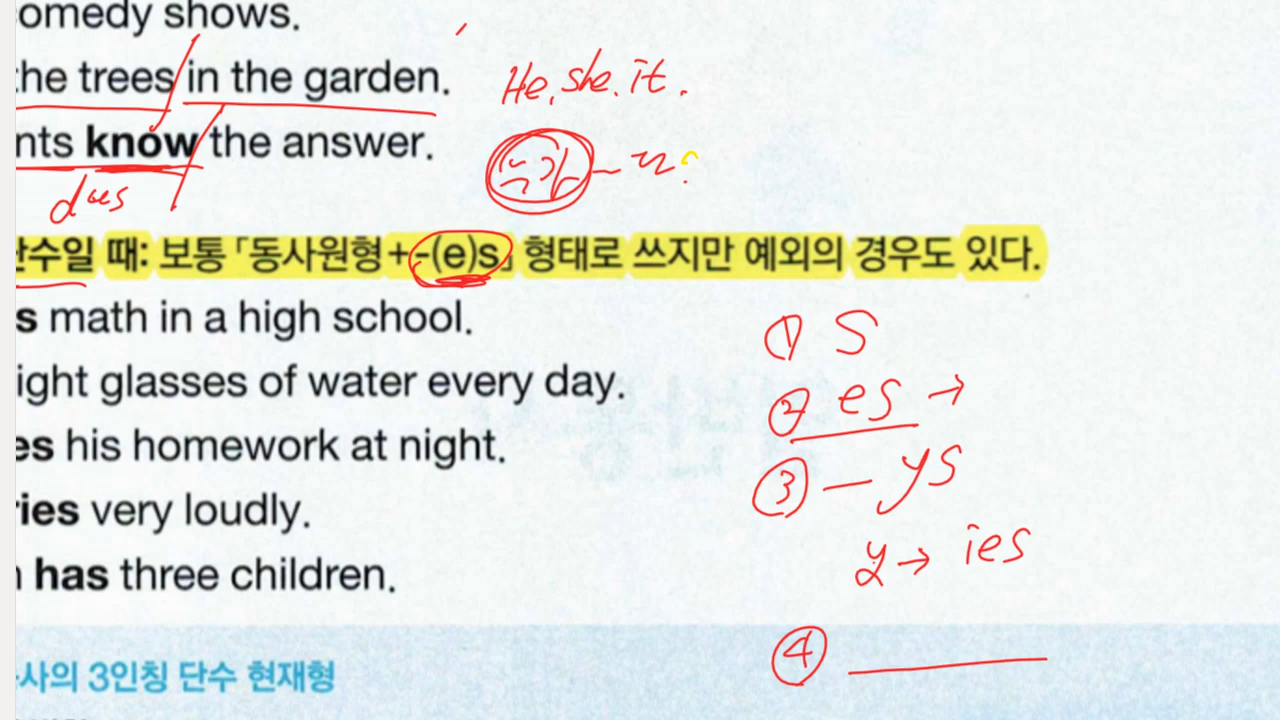 omedy shows.
the trees in the garden.
He. she. it.
nts know the answer.
does
단수일 때: 보통 「동사원형+-(e)s」 형태로 쓰지만 예외의 경우도 있다.
s math in a high school.
① S
ight glasses of water every day.
② es →
es his homework at night.
③ - ys
ries very loudly.
y → ies
has three children.
④
사의 3인칭 단수 현재형